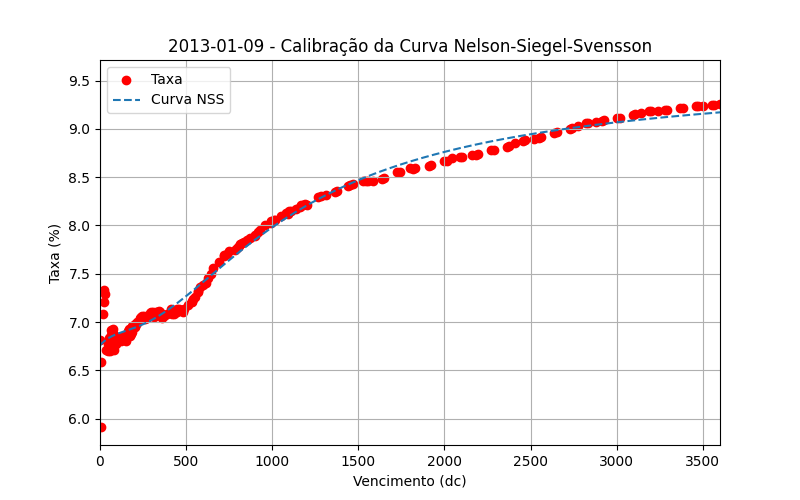 2013-01-09 - Calibração da Curva Nelson-Siegel-Svensson
Taxa
Curva NSS
Taxa (%)
9.5
9.0
8.5
8.0
7.5
7.0
6.5
6.0
0 500 1000 1500 2000 2500 3000 3500
Vencimento (dc)